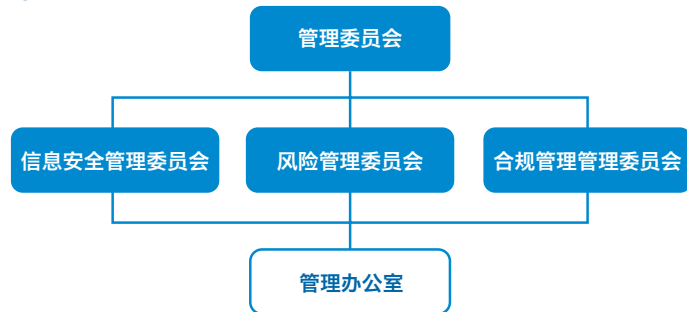 管理委员会
信息安全管理委员会
风险管理委员会
合规管理管理委员会
管理办公室